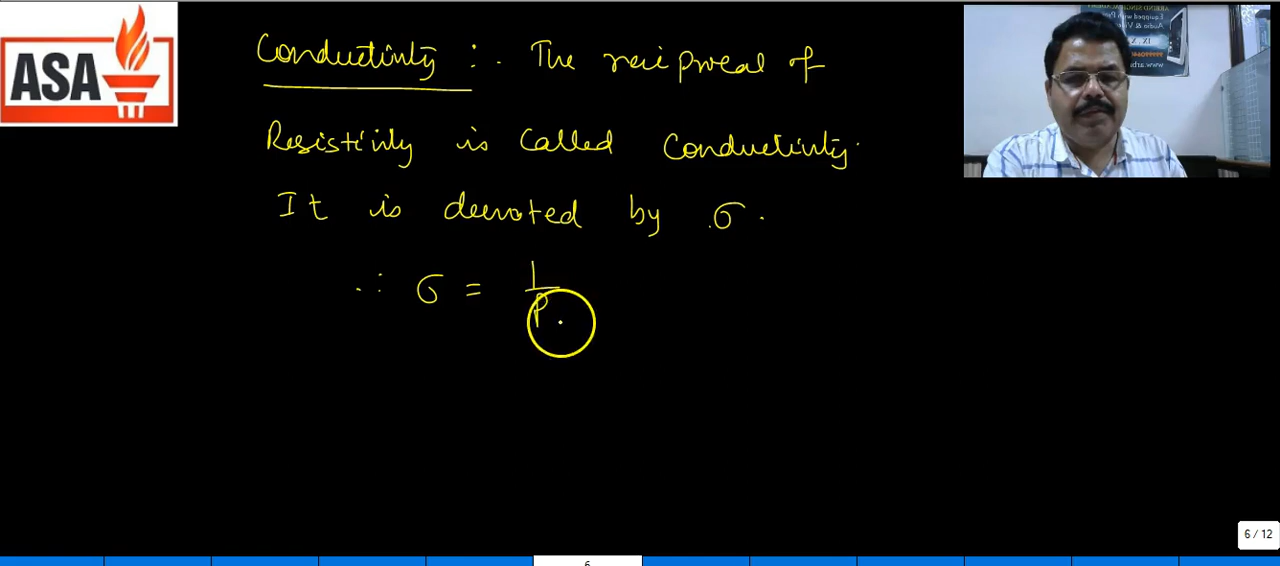 ASA
Conductivity :- The reciprocal of
Resistivity is called Conductivity.
It is denoted by σ.
∴ σ = 1/ρ
6 / 12
6